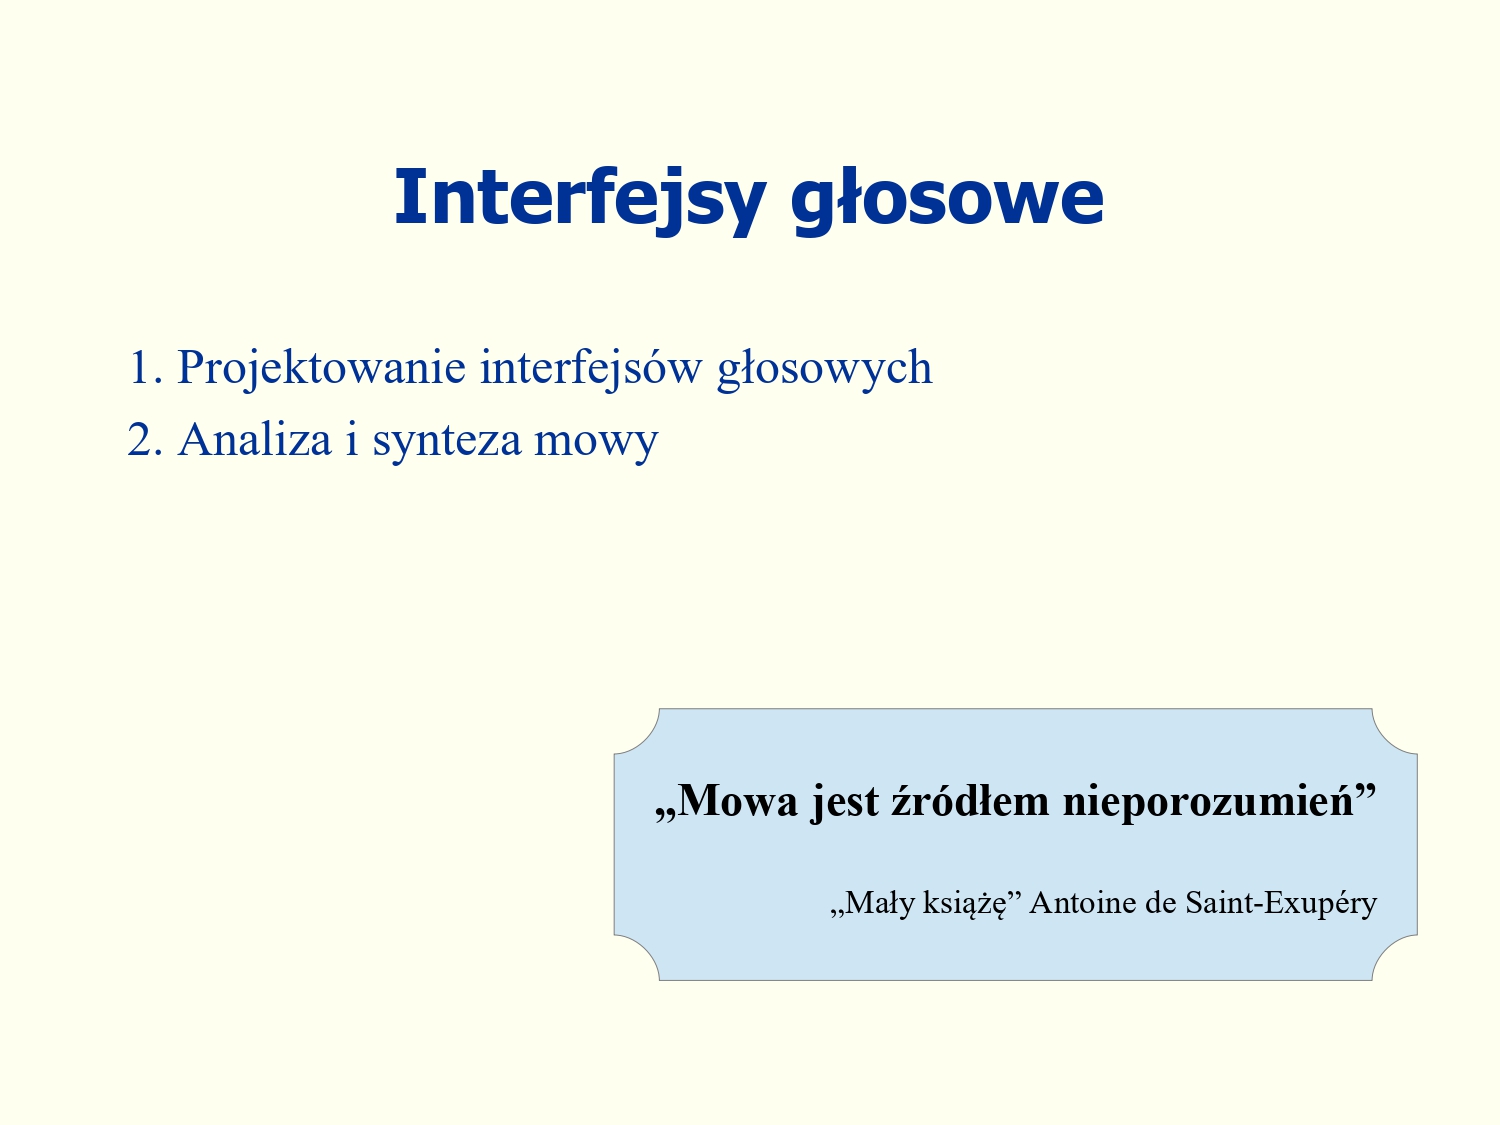 Interfejsy głosowe
1. Projektowanie interfejsów głosowych
2. Analiza i synteza mowy
„Mowa jest źródłem nieporozumień”
„Mały książę” Antoine de Saint-Exupéry